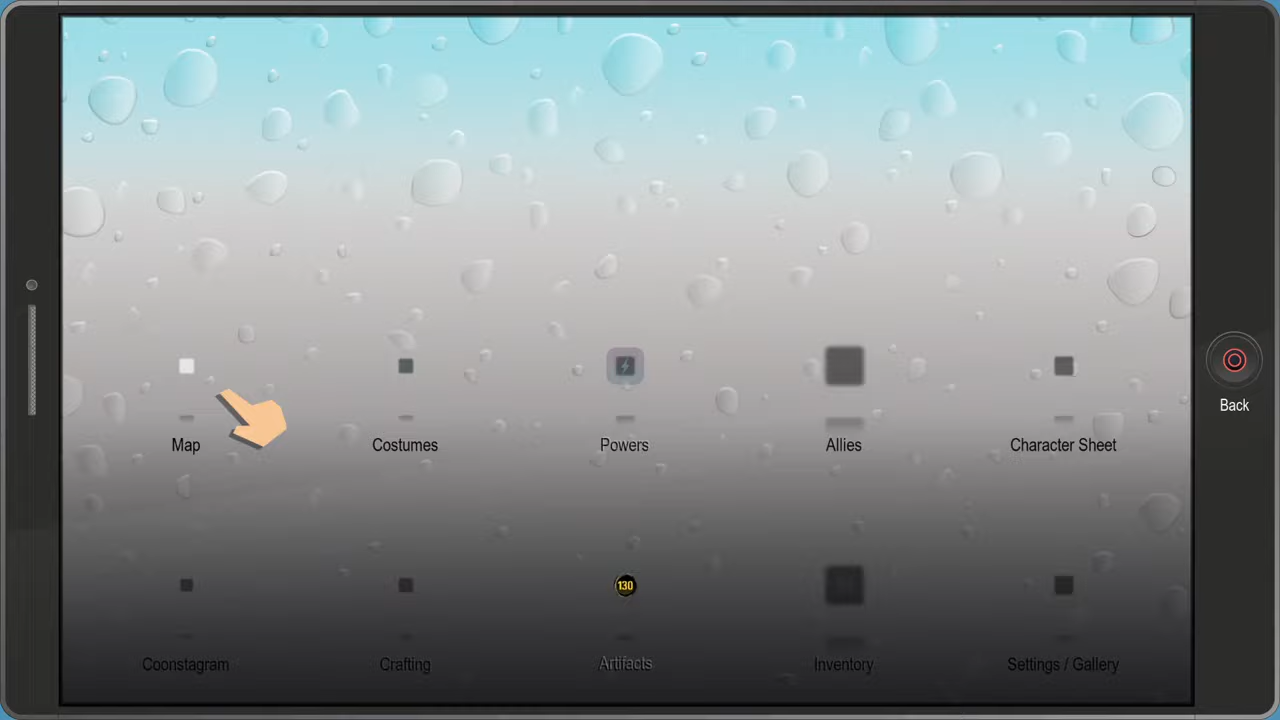 Map
Costumes
Powers
Allies
Character Sheet
Back
130
Coonstagram
Crafting
Artifacts
Inventory
Settings / Gallery